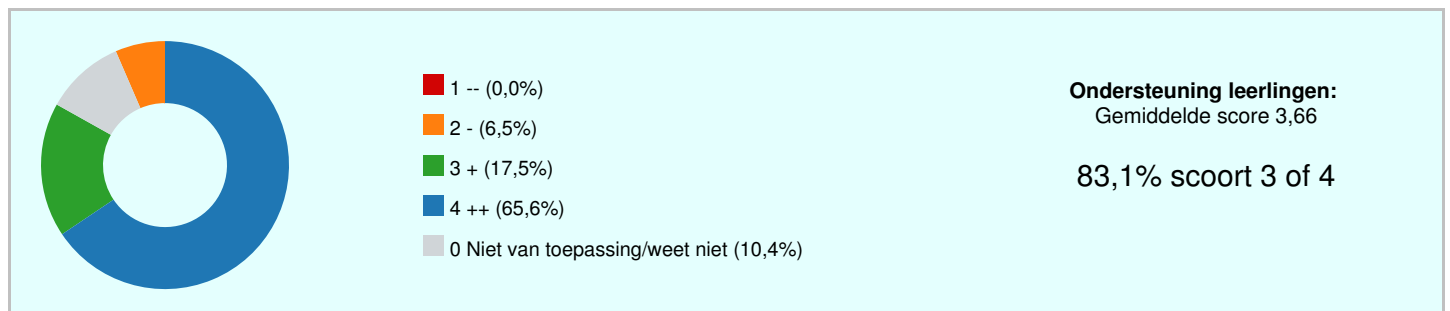 1 -- (0,0%)
2 - (6,5%)
3 + (17,5%)
4 ++ (65,6%)
0 Niet van toepassing/weet niet (10,4%)
Ondersteuning leerlingen:
Gemiddelde score 3,66
83,1% scoort 3 of 4